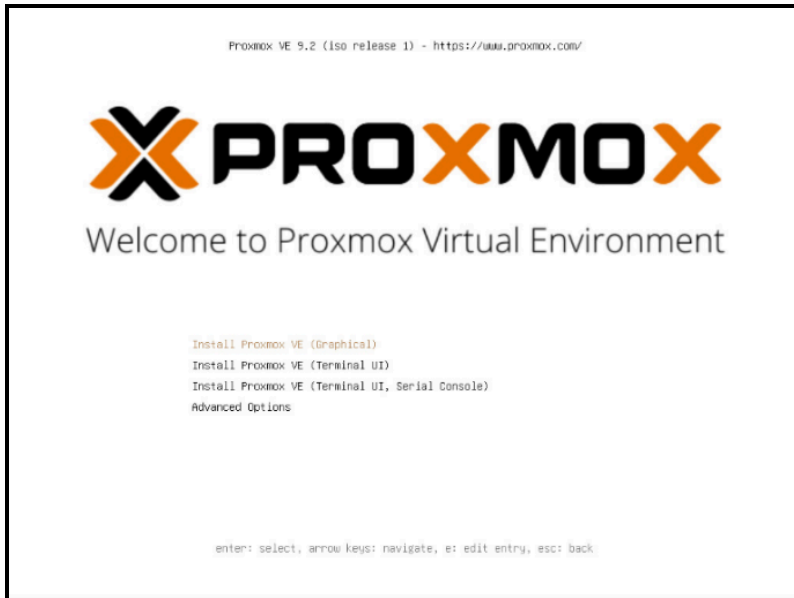 Proxmox VE 9.2 (iso release 1) - https://www.proxmox.com/
PROXMOX
Welcome to Proxmox Virtual Environment
Install Proxmox VE (Graphical)
Install Proxmox VE (Terminal UI)
Install Proxmox VE (Terminal UI, Serial Console)
Advanced Options
enter: select, arrow keys: navigate, e: edit entry, esc: back